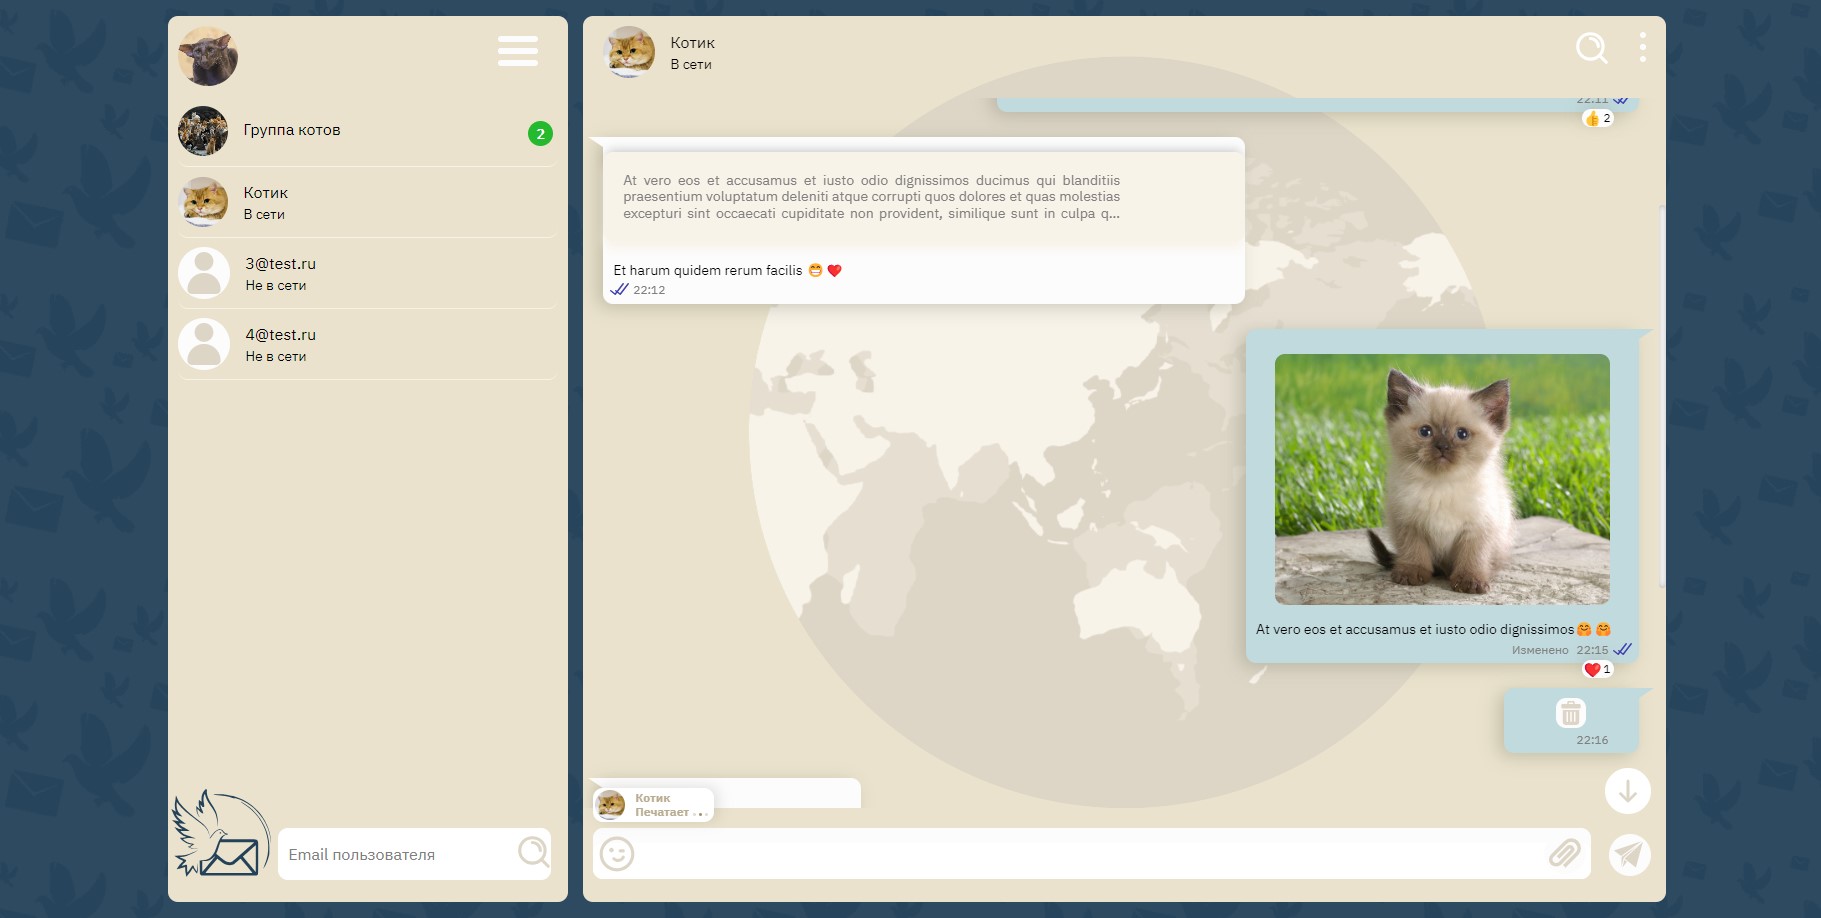 Группа котов
2
Котик
В сети
3@test.ru
Не в сети
4@test.ru
Не в сети
Email пользователя
Котик
В сети
22:11
👍 2
At vero eos et accusamus et iusto odio dignissimos ducimus qui blanditiis
praesentium voluptatum deleniti atque corrupti quos dolores et quas molestias
excepturi sint occaecati cupiditate non provident, similique sunt in culpa q...
Et harum quidem rerum facilis 😁 ❤️
22:12
At vero eos et accusamus et iusto odio dignissimos🤗 🤗
Изменено 22:15
❤️ 1
22:16
Котик
Печатает ...